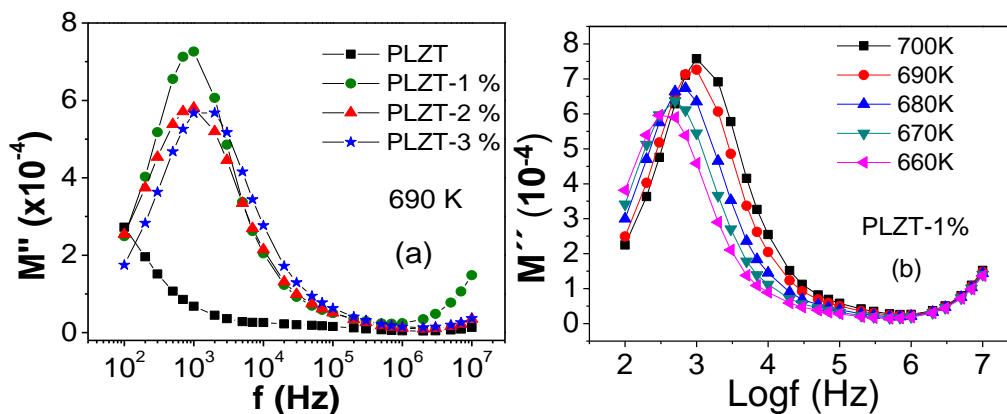 M" (x10⁻⁴)
8
6
4
2
0
PLZT
PLZT-1 %
PLZT-2 %
PLZT-3 %
690 K
(a)
10² 10³ 10⁴ 10⁵ 10⁶ 10⁷
f (Hz)
M´´ (10⁻⁴)
8
7
6
5
4
3
2
1
0
700K
690K
680K
670K
660K
PLZT-1%
(b)
2 3 4 5 6 7
Logf (Hz)